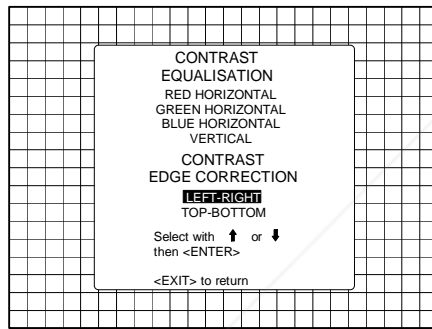 CONTRAST
EQUALISATION
RED HORIZONTAL
GREEN HORIZONTAL
BLUE HORIZONTAL
VERTICAL
CONTRAST
EDGE CORRECTION
LEFT-RIGHT
TOP-BOTTOM
Select with ↑ or ↓
then <ENTER>
<EXIT> to return